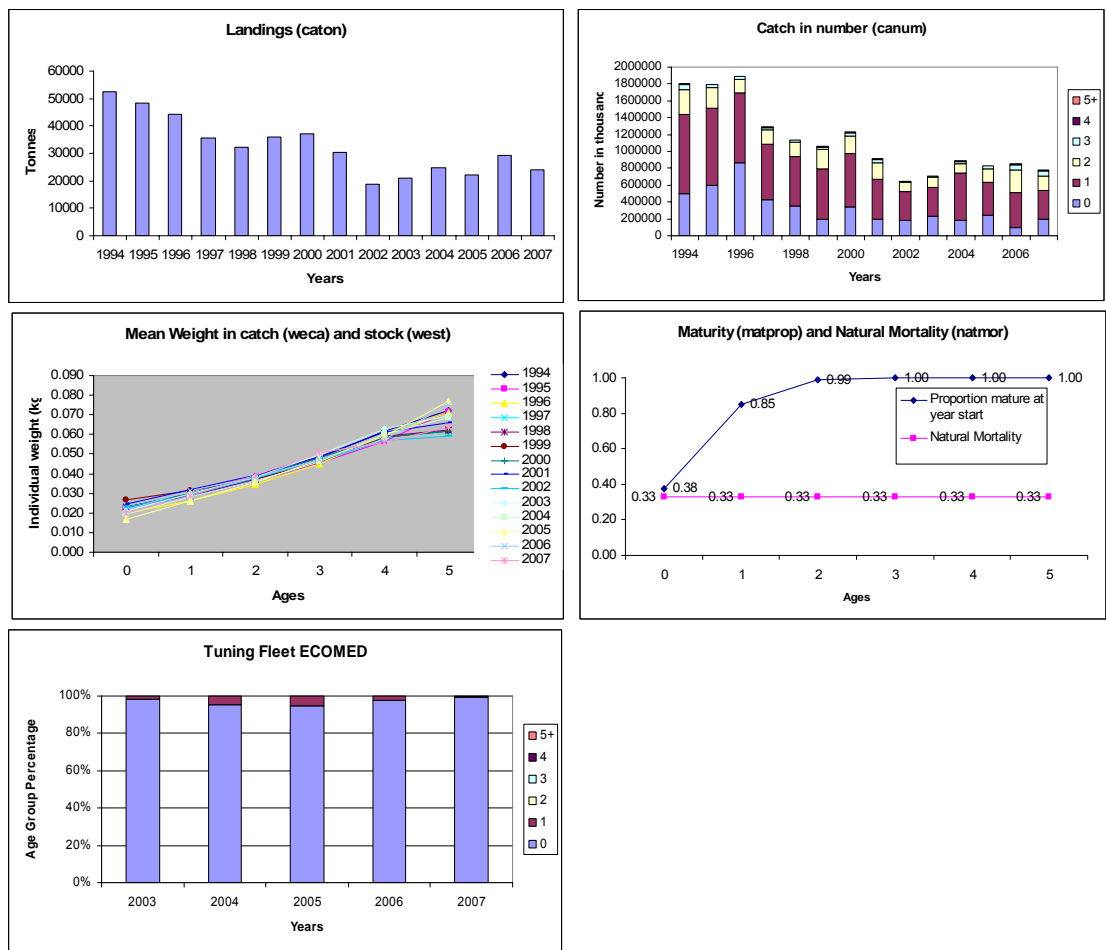 Landings (caton)
Tonnes
60000
50000
40000
30000
20000
10000
0
1994 1995 1996 1997 1998 1999 2000 2001 2002 2003 2004 2005 2006 2007
Years
Catch in number (canum)
Number in thousand
2000000
1800000
1600000
1400000
1200000
1000000
800000
600000
400000
200000
0
1994 1996 1998 2000 2002 2004 2006
Years
5+
4
3
2
1
0
Mean Weight in catch (weca) and stock (west)
Individual weight (kg
0.090
0.080
0.070
0.060
0.050
0.040
0.030
0.020
0.010
0.000
0 1 2 3 4 5
Ages
1994
1995
1996
1997
1998
1999
2000
2001
2002
2003
2004
2005
2006
2007
Maturity (matprop) and Natural Mortality (natmor)
1.00
0.80
0.60
0.40
0.20
0.00
0.38 0.85 0.99 1.00 1.00 1.00
0.33 0.33 0.33 0.33 0.33 0.33
Proportion mature at
year start
Natural Mortality
0 1 2 3 4 5
Ages
Tuning Fleet ECOMED
Age Group Percentage
100%
80%
60%
40%
20%
0%
2003 2004 2005 2006 2007
Years
5+
4
3
2
1
0